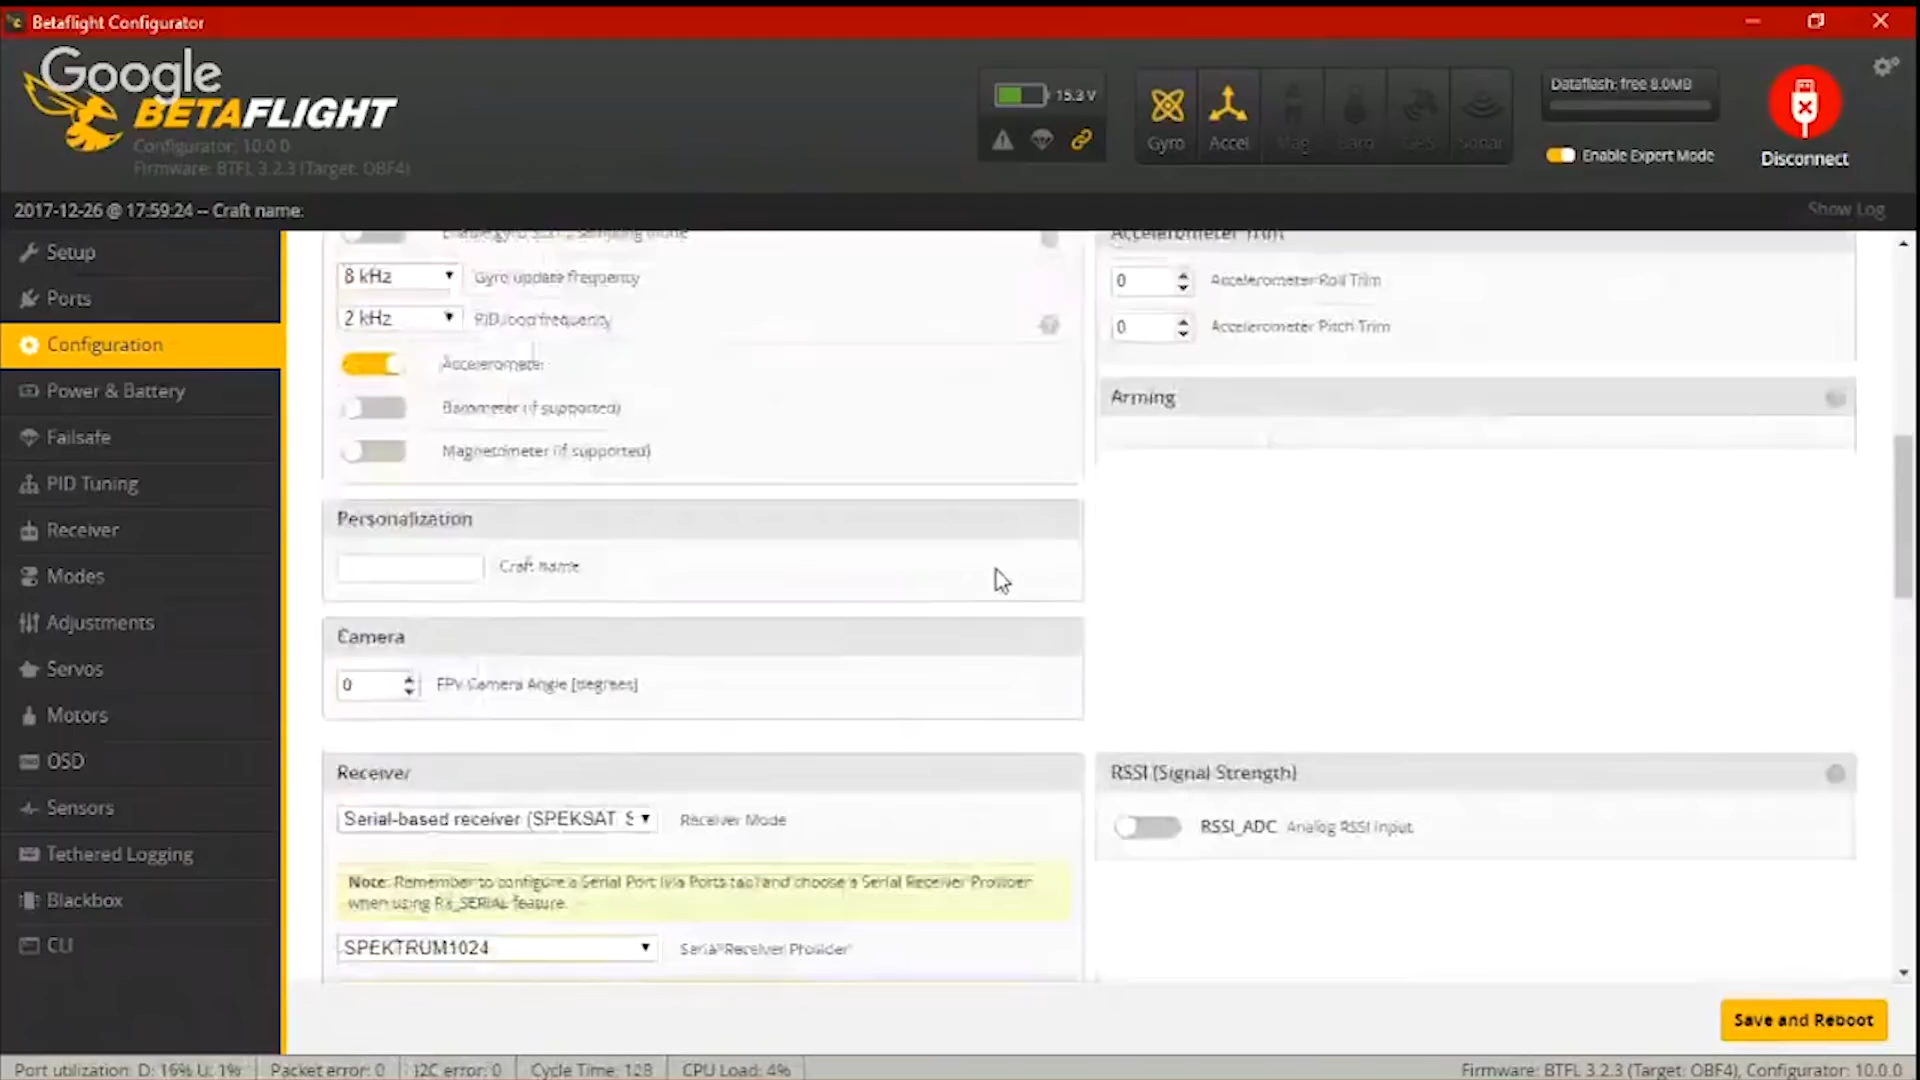 Betaflight Configurator
Google
BETAFLIGHT
Configurator: 10.0.0
Firmware: BTFL 3.2.3 (Target: OBF4)
15.3 V
Gyro
Accel
Mag
Baro
GPS
Sonar
Dataflash: free 8.0MB
Enable Expert Mode
Disconnect
2017-12-26 @ 17:59:24 -- Craft name:
Show Log
Setup
Ports
Configuration
Power & Battery
Failsafe
PID Tuning
Receiver
Modes
Adjustments
Servos
Motors
OSD
Sensors
Tethered Logging
Blackbox
CLI
8 kHz Gyro update frequency
2 kHz PID loop frequency
Accelerometer
Barometer (if supported)
Magnetometer (if supported)
Personalization
Craft name
Camera
0 FPV Camera Angle [degrees]
Receiver
Serial-based receiver (SPEKSAT, S Receiver Mode
Note: Remember to configure a Serial Port (via Ports tab) and choose a Serial Receiver Provider
when using RX_SERIAL feature.
SPEKTRUM1024 Serial Receiver Provider
Accelerometer Trim
0 Accelerometer Roll Trim
0 Accelerometer Pitch Trim
Arming
RSSI (Signal Strength)
RSSI_ADC Analog RSSI input
Save and Reboot
Port utilization: D: 16% U: 1%
Packet error: 0
I2C error: 0
Cycle Time: 128
CPU Load: 4%
Firmware: BTFL 3.2.3 (Target: OBF4), Configurator: 10.0.0